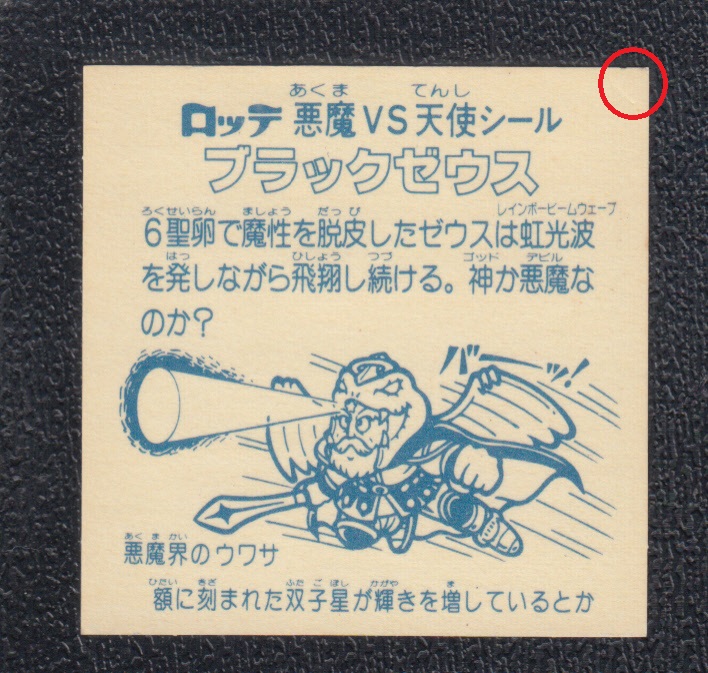 あくま てんし
ロッテ 悪魔VS天使シール
ブラックゼウス
ろくせいらん ましょう だっぴ レインボービームウェーブ
6聖卵で魔性を脱皮したゼウスは虹光波
はっ ひしょう つづ ゴッド デビル
を発しながら飛翔し続ける。神か悪魔な
のか?
バーッ!
あくまかい
悪魔界のウワサ
ひたい きざ ふたごぼし かがや ま
額に刻まれた双子星が輝きを増しているとか